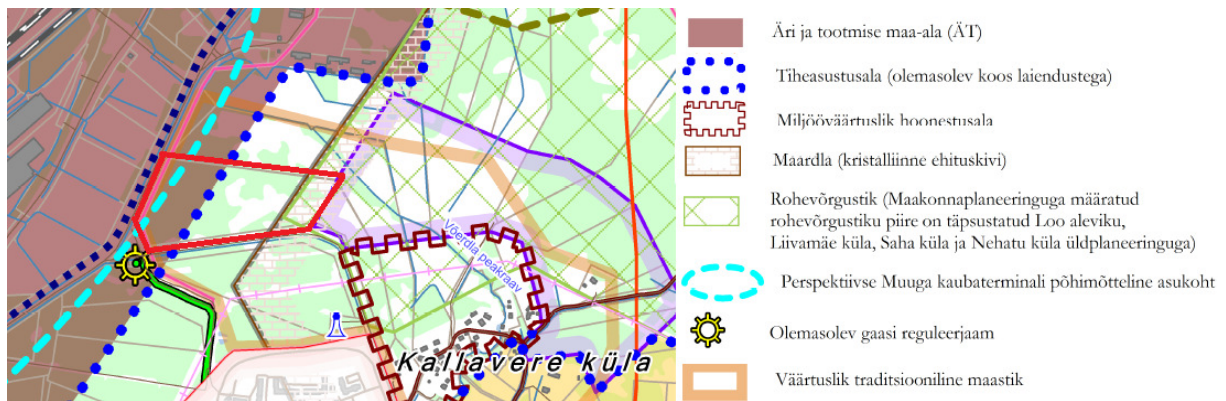 Võerdla peakraav
Kallavere küla
Äri ja tootmise maa-ala (ÄT)
Tiheasustusala (olemasolev koos laiendustega)
Miljööväärtuslik hoonestusala
Maardla (kristalliinne ehituskivi)
Rohevõrgustik (Maakonnaplaneeringuga määratud
rohevõrgustiku piire on täpsustatud Loo aleviku,
Liivamäe küla, Saha küla ja Nehatu küla üldplaneeringuga)
Perspektiivse Muuga kaubaterminali põhimõtteline asukoht
Olemasolev gaasi reguleerjaam
Väärtuslik traditsiooniline maastik